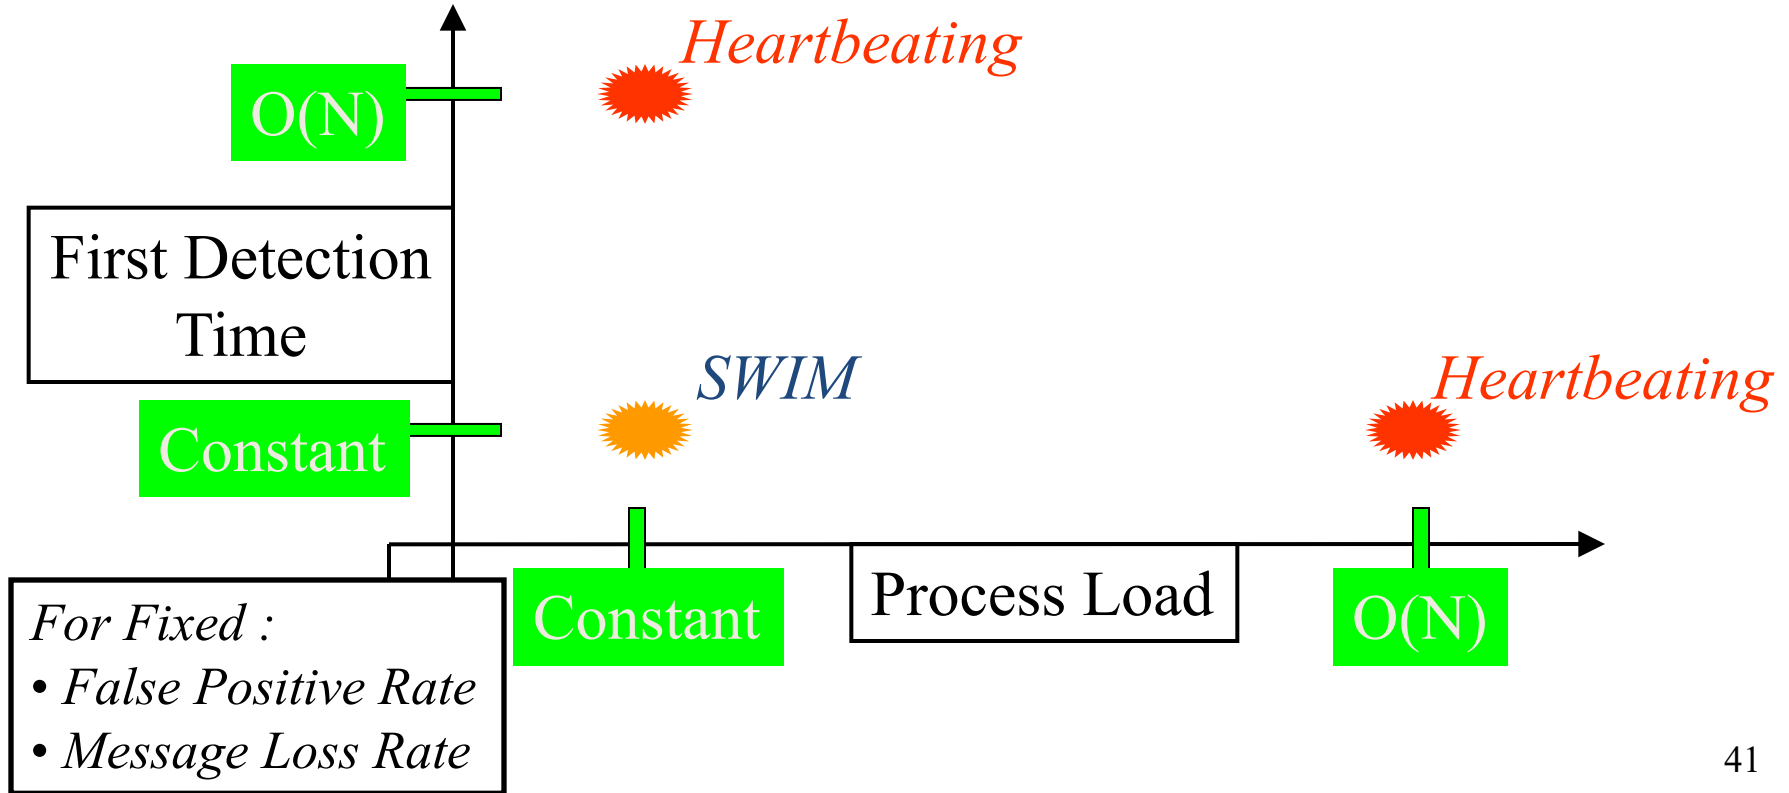 Heartbeating
O(N)
First Detection
Time
SWIM
Heartbeating
Constant
Process Load
Constant
O(N)
For Fixed :
• False Positive Rate
• Message Loss Rate
41